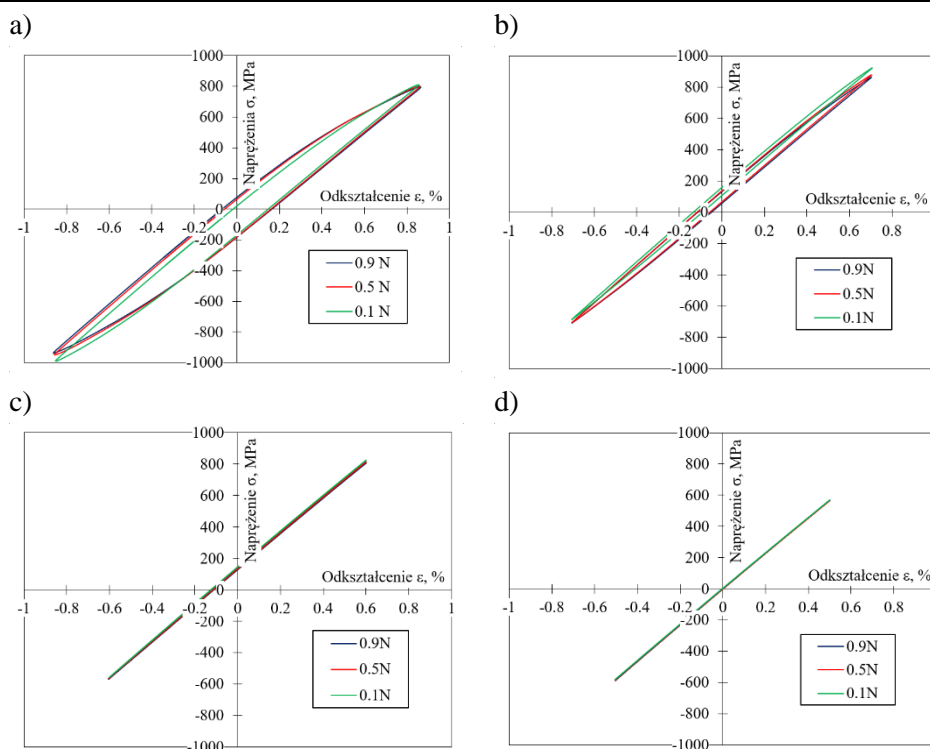 a)
1000
800
600
400
200
0
-200
-400
-600
-800
-1000
-1 -0.8 -0.6 -0.4 -0.2 0 0.2 0.4 0.6 0.8 1
Naprężenia σ, MPa
Odkształcenie ε, %
0.9 N
0.5 N
0.1 N
b)
1000
800
600
400
200
0
-200
-400
-600
-800
-1000
-1 -0.8 -0.6 -0.4 -0.2 0 0.2 0.4 0.6 0.8
Naprężenie σ, MPa
Odkształcenie ε, %
0.9N
0.5N
0.1N
c)
1000
800
600
400
200
0
-200
-400
-600
-800
-1000
-1 -0.8 -0.6 -0.4 -0.2 0 0.2 0.4 0.6 0.8 1
Naprężenie σ, MPa
Odkształcenie ε, %
0.9N
0.5N
0.1N
d)
1000
800
600
400
200
0
-200
-400
-600
-800
-1000
-1 -0.8 -0.6 -0.4 -0.2 0 0.2 0.4 0.6 0.8
Naprężenie σ, MPa
Odkształcenie ε, %
0.9N
0.5N
0.1N